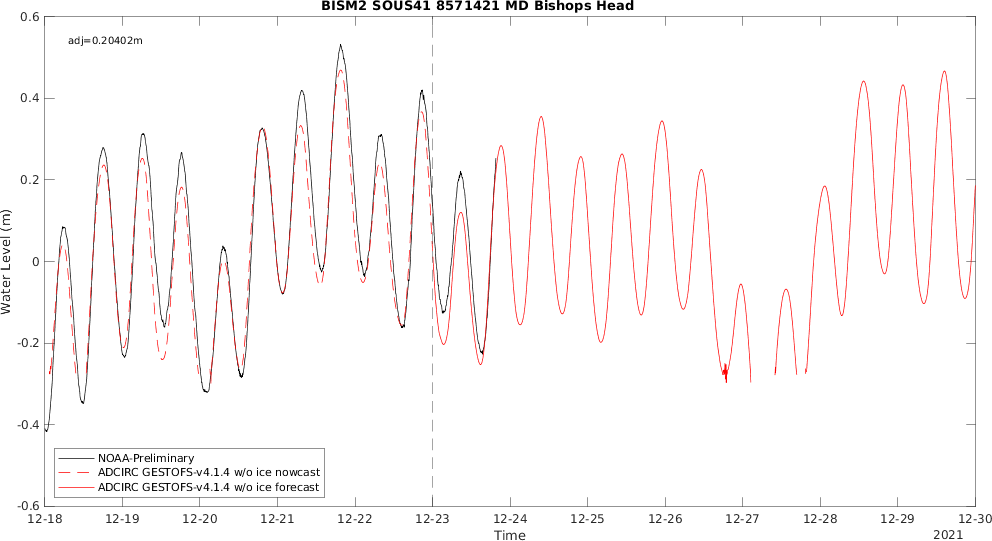 BISM2 SOUS41 8571421 MD Bishops Head
adj=0.20402m
0.6
0.4
0.2
0
-0.2
-0.4
-0.6
Water Level (m)
NOAA-Preliminary
ADCIRC GESTOFS-v4.1.4 w/o ice nowcast
ADCIRC GESTOFS-v4.1.4 w/o ice forecast
12-18 12-19 12-20 12-21 12-22 12-23 12-24 12-25 12-26 12-27 12-28 12-29 12-30
Time
2021